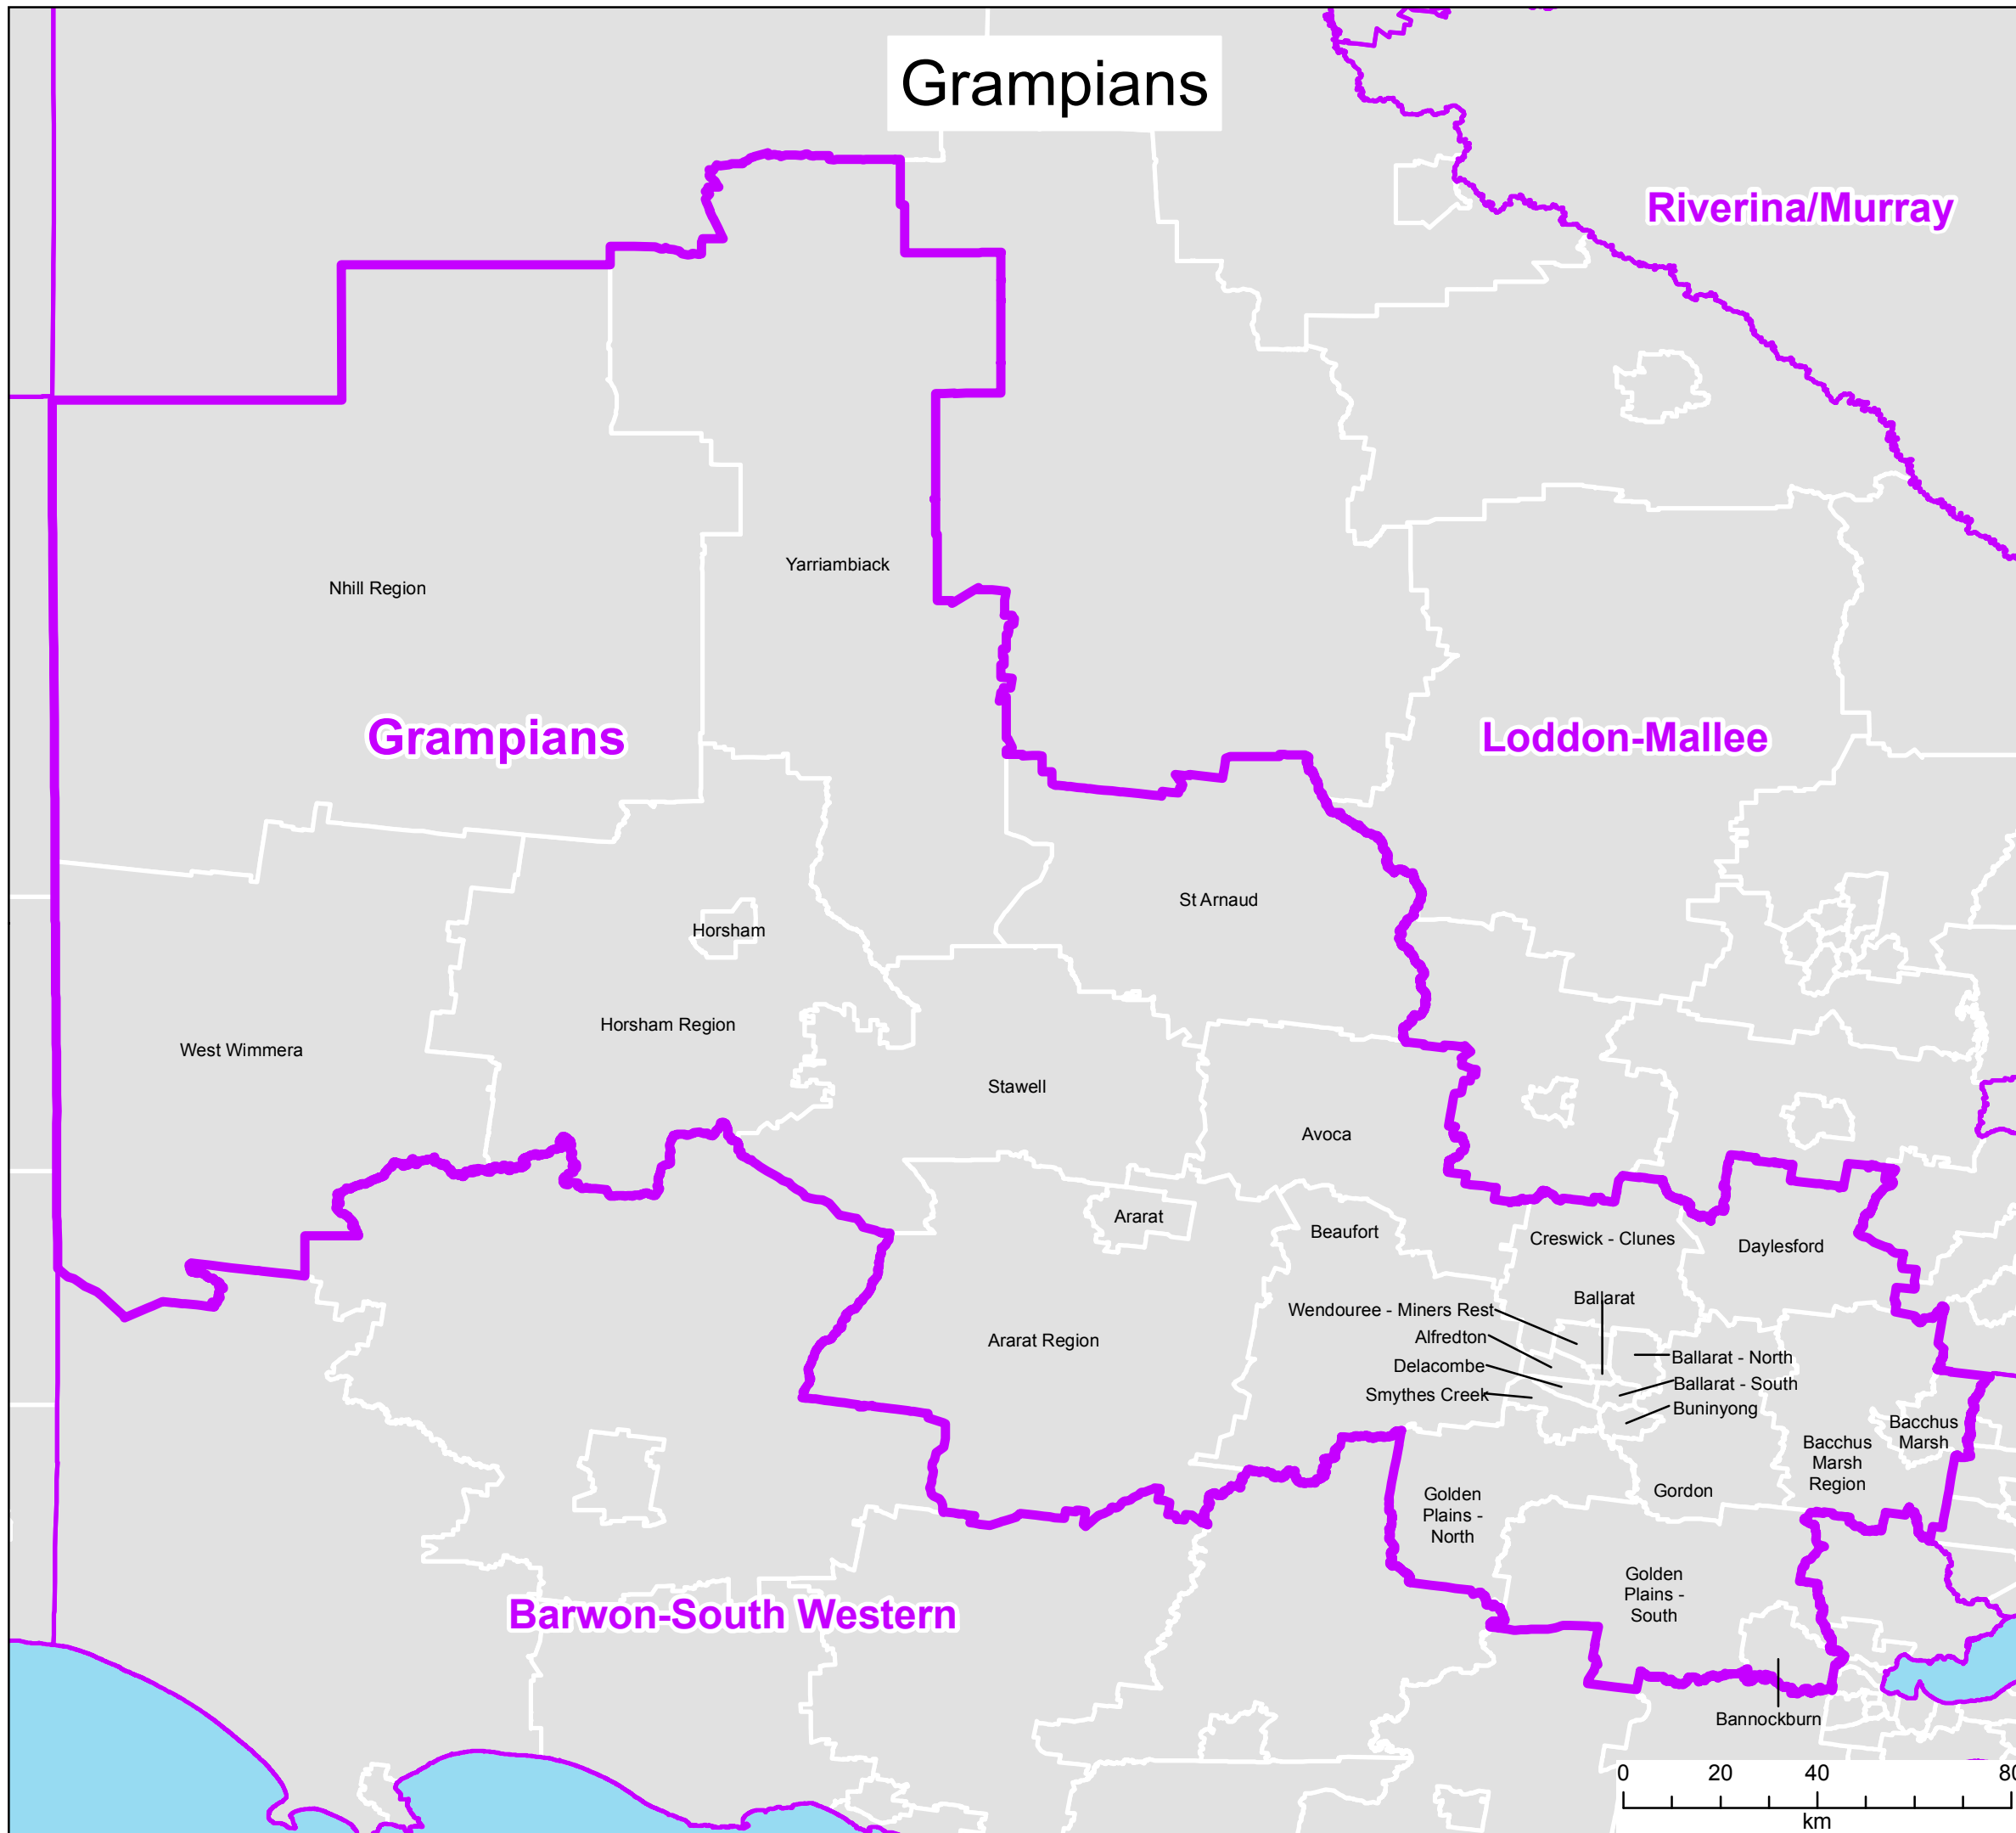 Grampians
Riverina/Murray
Yarriambiack
Nhill Region
Grampians
Loddon-Mallee
St Arnaud
Horsham
Horsham Region
West Wimmera
Stawell
Avoca
Ararat
Beaufort
Creswick - Clunes
Daylesford
Ballarat
Wendouree - Miners Rest
Alfredton
Ararat Region
Ballarat - North
Delacombe
Ballarat - South
Smythes Creek
Buninyong
Bacchus
Marsh
Bacchus
Marsh
Region
Gordon
Golden
Plains -
North
Golden
Plains -
South
Barwon-South Western
Bannockburn
0 20 40 80
km